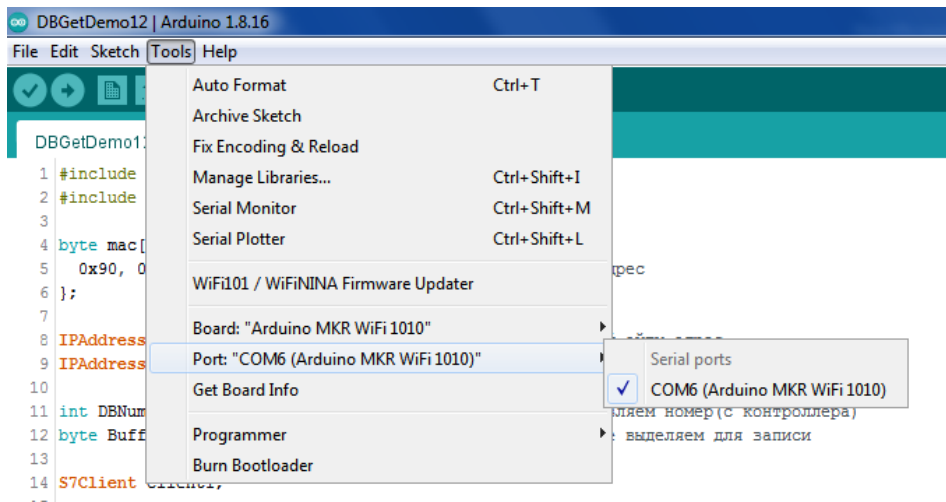 DBGetDemo12 | Arduino 1.8.16
File Edit Sketch Tools Help
Auto Format Ctrl+T
Archive Sketch
DBGetDemo1
Fix Encoding & Reload
1 #include
Manage Libraries... Ctrl+Shift+I
2 #include
Serial Monitor Ctrl+Shift+M
3
Serial Plotter Ctrl+Shift+L
4 byte mac[
5 0x90, 0
WiFi101 / WiFiNINA Firmware Updater
6 };
7
Board: "Arduino MKR WiFi 1010"
8 IPAddress
Port: "COM6 (Arduino MKR WiFi 1010)"
Serial ports
9 IPAddress
10
Get Board Info
COM6 (Arduino MKR WiFi 1010)
11 int DBNum номер(с контроллера)
12 byte Buff выделяем для записи
Programmer
13
Burn Bootloader
14 S7Client